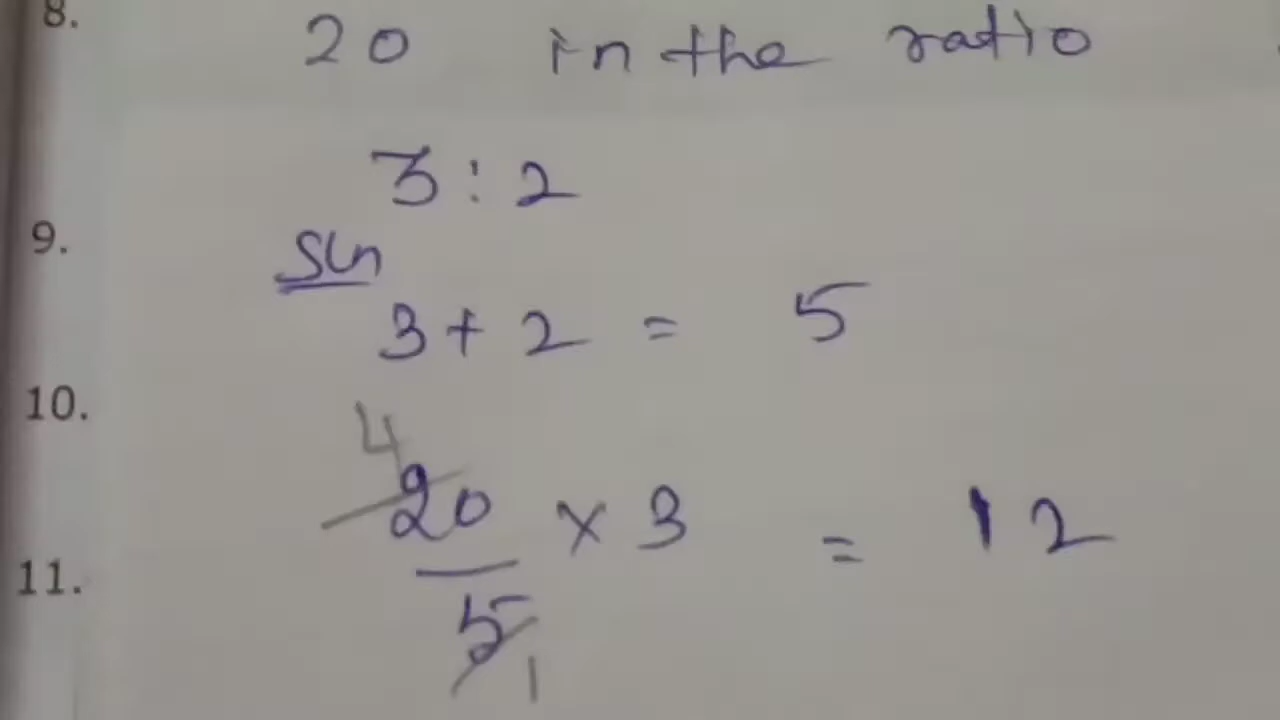 8.
20 in the ratio
3 : 2
9.
Sln
3 + 2 = 5
10.
4
20 × 3 = 12
11.
5
1